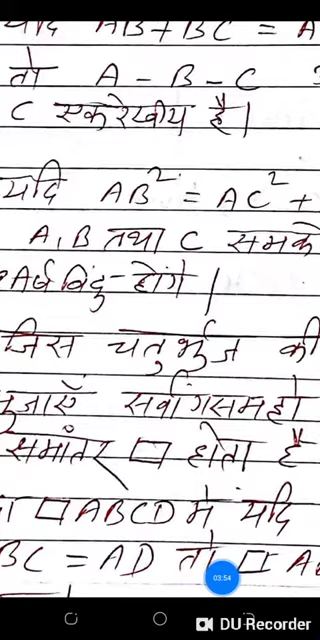 यदि AB+BC = A
तो A - B - C
C एकरेखीय है।
यदि AB² = AC² +
A, B तथा C समको
शीर्ष बिंदु होंगे।
जिस चतुर्भुज की
भुजाएँ सर्वांगसम हो
समांतर □ होता है
□ ABCD मे यदि
BC = AD तो □ A
03:54
DU Recorder